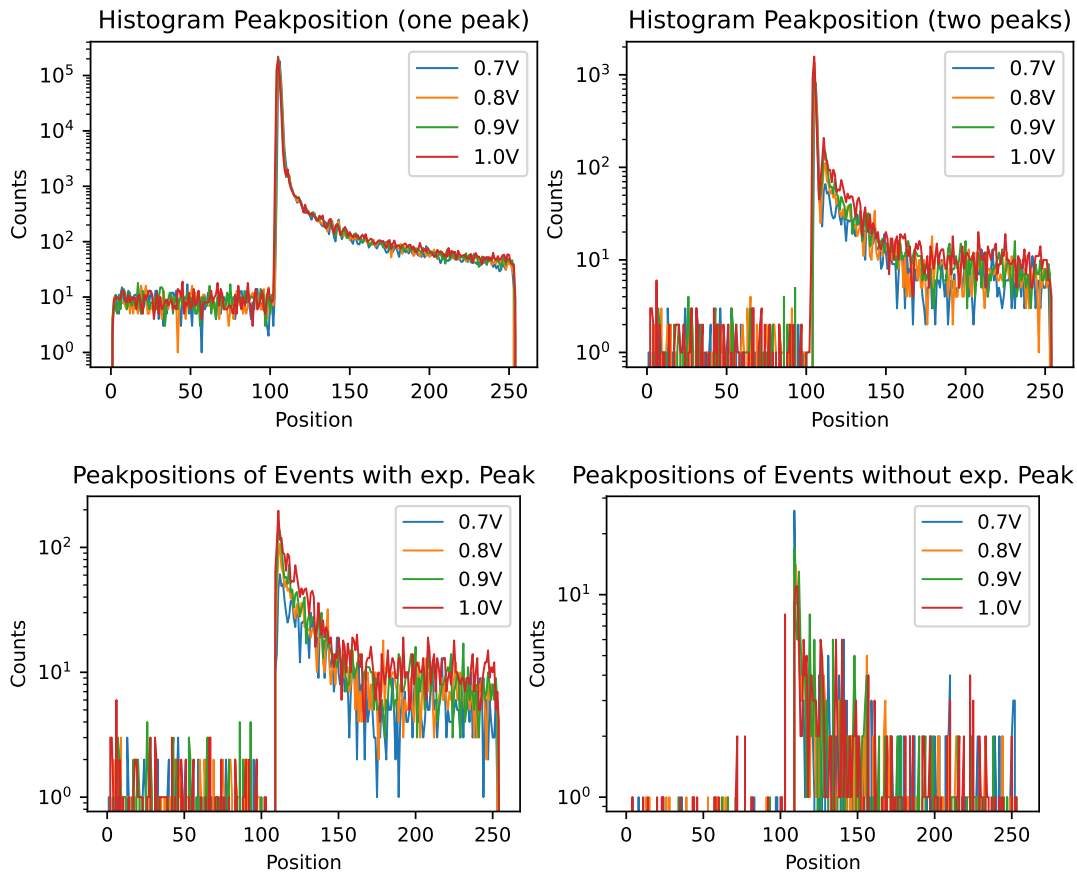 Histogram Peakposition (one peak)
Counts
10^5
10^4
10^3
10^2
10^1
10^0
0.7V
0.8V
0.9V
1.0V
0 50 100 150 200 250
Position
Histogram Peakposition (two peaks)
Counts
10^3
10^2
10^1
10^0
0.7V
0.8V
0.9V
1.0V
0 50 100 150 200 250
Position
Peakpositions of Events with exp. Peak
Counts
10^2
10^1
10^0
0.7V
0.8V
0.9V
1.0V
0 50 100 150 200 250
Position
Peakpositions of Events without exp. Peak
Counts
10^1
10^0
0.7V
0.8V
0.9V
1.0V
0 50 100 150 200 250
Position